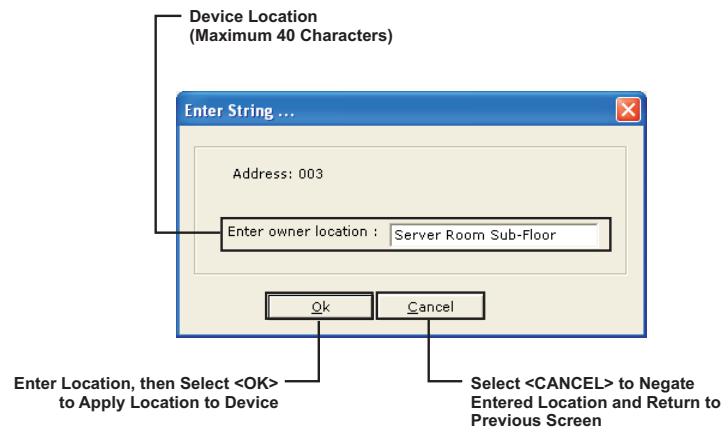 Device Location
(Maximum 40 Characters)
Enter String ...
Address: 003
Enter owner location :
Server Room Sub-Floor
Ok
Cancel
Enter Location, then Select <OK>
to Apply Location to Device
Select <CANCEL> to Negate
Entered Location and Return to
Previous Screen